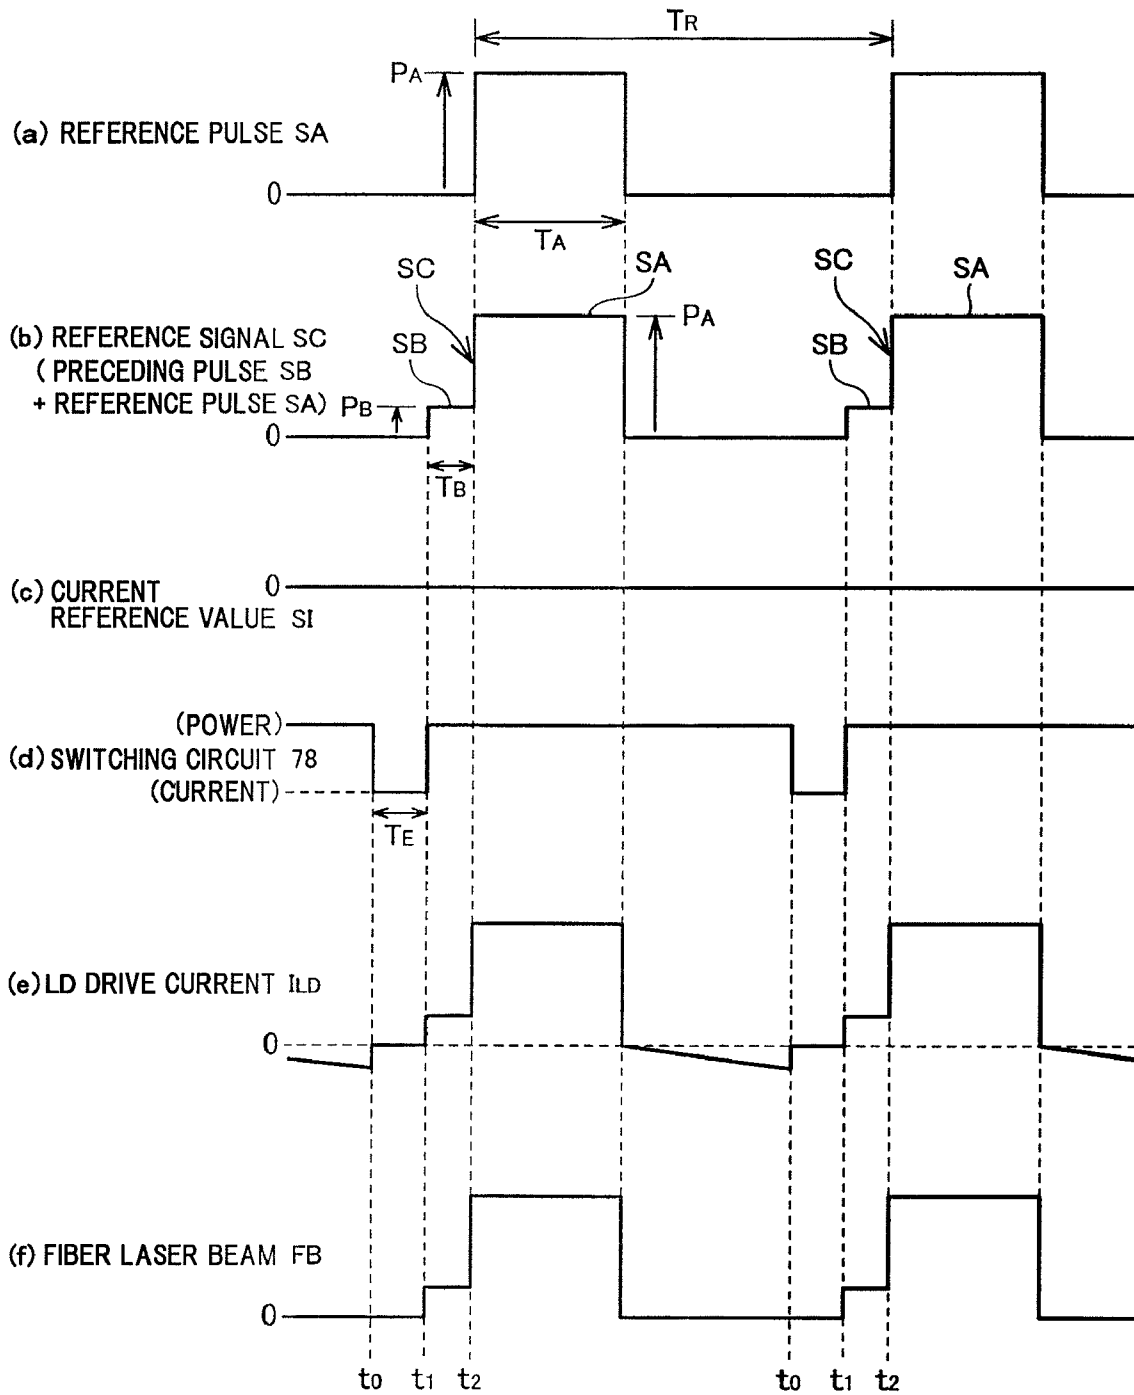 TR
PA
(a) REFERENCE PULSE SA
0
TA
SC
SA
SC
SA
(b) REFERENCE SIGNAL SC
PA
SB
SB
( PRECEDING PULSE SB
+ REFERENCE PULSE SA)
PB
0
TB
0
(c) CURRENT
REFERENCE VALUE SI
(POWER)
(d) SWITCHING CIRCUIT 78
(CURRENT)
TE
(e) LD DRIVE CURRENT ILD
0
(f) FIBER LASER BEAM FB
0
t0 t1 t2 t0 t1 t2